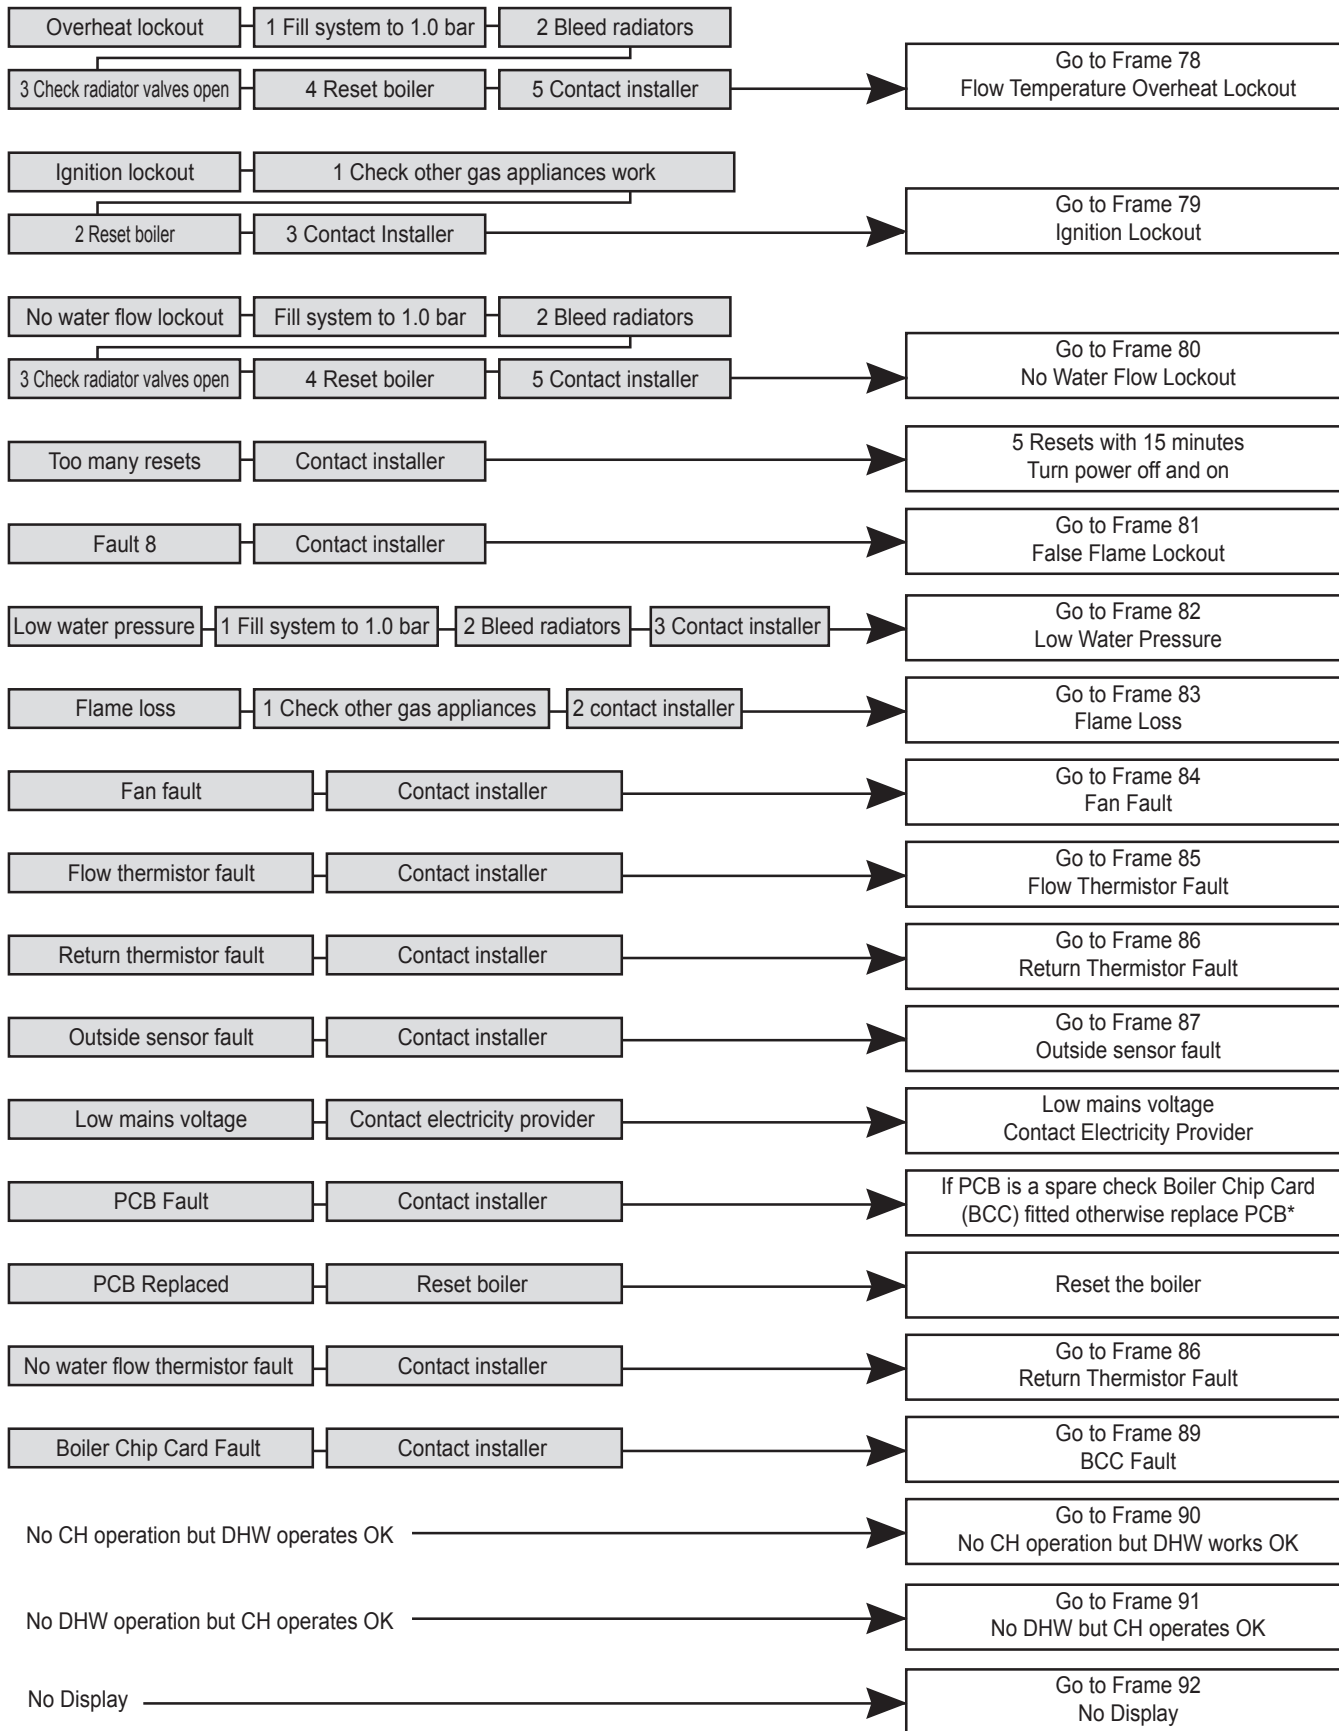 Overheat lockout
1 Fill system to 1.0 bar
2 Bleed radiators
3 Check radiator valves open
4 Reset boiler
5 Contact installer
Go to Frame 78
Flow Temperature Overheat Lockout
Ignition lockout
1 Check other gas appliances work
2 Reset boiler
3 Contact Installer
Go to Frame 79
Ignition Lockout
No water flow lockout
Fill system to 1.0 bar
2 Bleed radiators
3 Check radiator valves open
4 Reset boiler
5 Contact installer
Go to Frame 80
No Water Flow Lockout
Too many resets
Contact installer
5 Resets with 15 minutes
Turn power off and on
Fault 8
Contact installer
Go to Frame 81
False Flame Lockout
Low water pressure
1 Fill system to 1.0 bar
2 Bleed radiators
3 Contact installer
Go to Frame 82
Low Water Pressure
Flame loss
1 Check other gas appliances
2 contact installer
Go to Frame 83
Flame Loss
Fan fault
Contact installer
Go to Frame 84
Fan Fault
Flow thermistor fault
Contact installer
Go to Frame 85
Flow Thermistor Fault
Return thermistor fault
Contact installer
Go to Frame 86
Return Thermistor Fault
Outside sensor fault
Contact installer
Go to Frame 87
Outside sensor fault
Low mains voltage
Contact electricity provider
Low mains voltage
Contact Electricity Provider
PCB Fault
Contact installer
If PCB is a spare check Boiler Chip Card
(BCC) fitted otherwise replace PCB*
PCB Replaced
Reset boiler
Reset the boiler
No water flow thermistor fault
Contact installer
Go to Frame 86
Return Thermistor Fault
Boiler Chip Card Fault
Contact installer
Go to Frame 89
BCC Fault
No CH operation but DHW operates OK
Go to Frame 90
No CH operation but DHW works OK
No DHW operation but CH operates OK
Go to Frame 91
No DHW but CH operates OK
No Display
Go to Frame 92
No Display